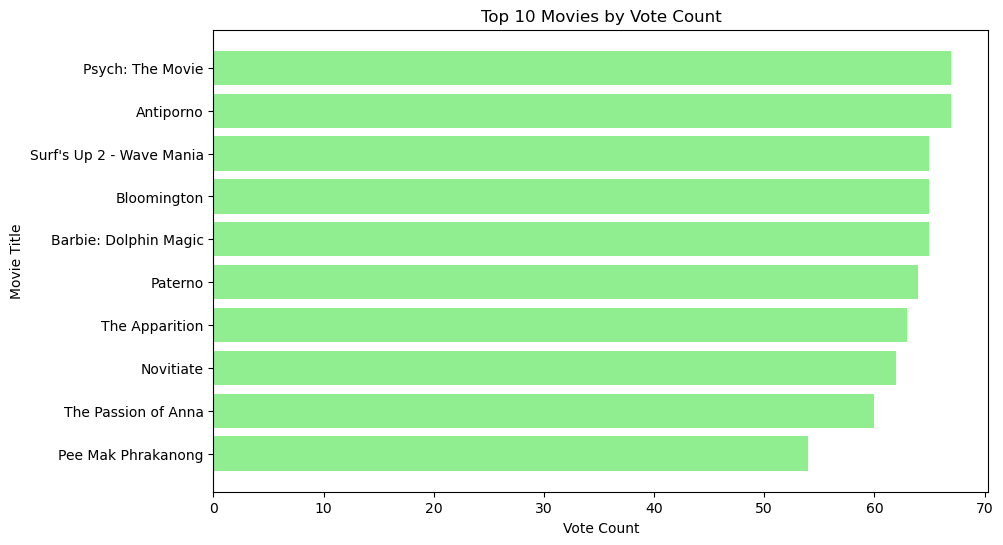 Top 10 Movies by Vote Count
Movie Title
Psych: The Movie
Antiporno
Surf's Up 2 - Wave Mania
Bloomington
Barbie: Dolphin Magic
Paterno
The Apparition
Novitiate
The Passion of Anna
Pee Mak Phrakanong
0 10 20 30 40 50 60 70
Vote Count